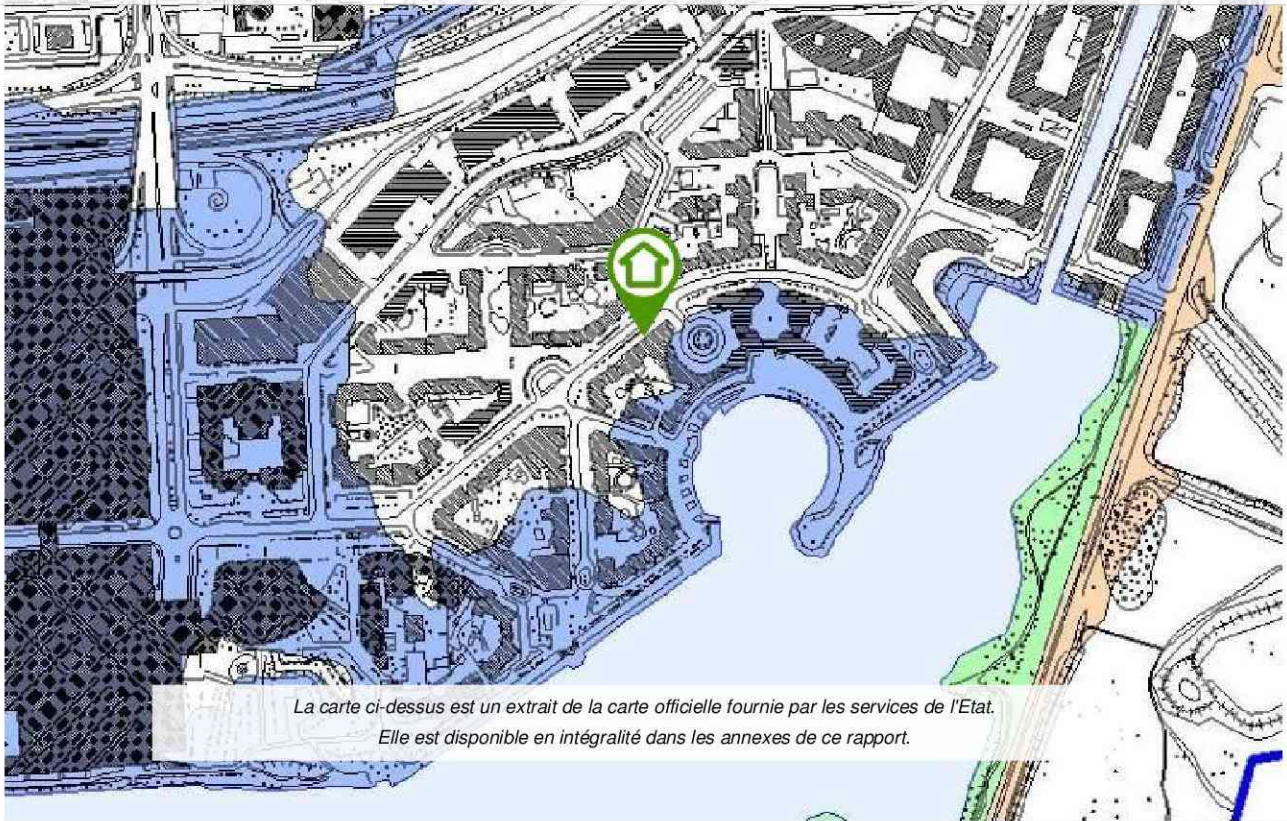 La carte ci-dessus est un extrait de la carte officielle fournie par les services de l'Etat.
Elle est disponible en intégralité dans les annexes de ce rapport.